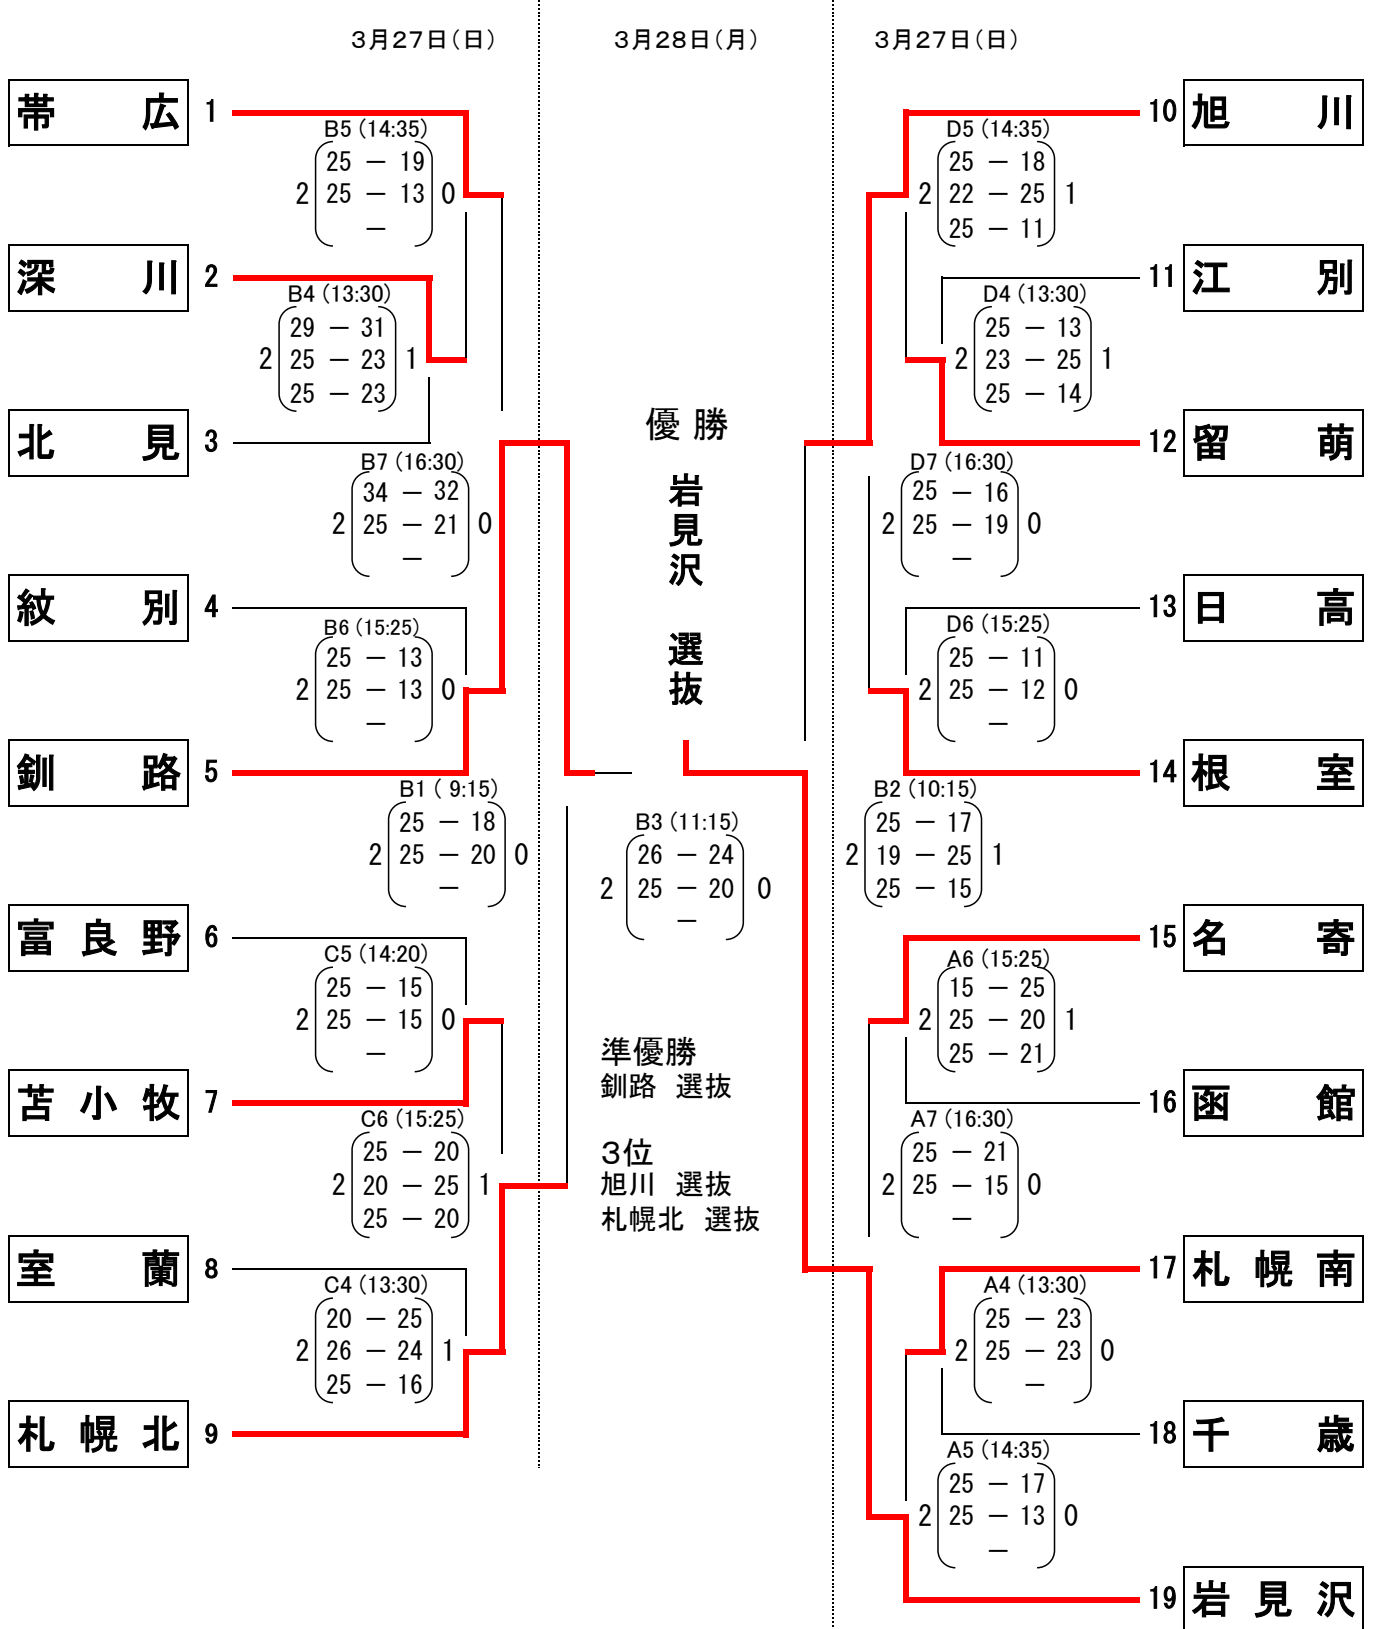 3月27日(日)
3月28日(月)
3月27日(日)
帯 広 1
B5 (14:35)
25 － 19
2 25 － 13 0
－
深 川 2
B4 (13:30)
29 － 31
2 25 － 23 1
25 － 23
北 見 3
B7 (16:30)
34 － 32
2 25 － 21 0
－
紋 別 4
B6 (15:25)
25 － 13
2 25 － 13 0
－
釧 路 5
B1 ( 9:15)
25 － 18
2 25 － 20 0
－
富 良 野 6
C5 (14:20)
25 － 15
2 25 － 15 0
－
苫 小 牧 7
C6 (15:25)
25 － 20
2 20 － 25 1
25 － 20
室 蘭 8
C4 (13:30)
20 － 25
2 26 － 24 1
25 － 16
札 幌 北 9
優 勝
岩見沢 選抜
B3 (11:15)
26 － 24
2 25 － 20 0
－
準優勝
釧路 選抜
3位
旭川 選抜
札幌北 選抜
10 旭 川
D5 (14:35)
25 － 18
2 22 － 25 1
25 － 11
11 江 別
D4 (13:30)
25 － 13
2 23 － 25 1
25 － 14
12 留 萌
D7 (16:30)
25 － 16
2 25 － 19 0
－
13 日 高
D6 (15:25)
25 － 11
2 25 － 12 0
－
14 根 室
B2 (10:15)
25 － 17
2 19 － 25 1
25 － 15
15 名 寄
A6 (15:25)
15 － 25
2 25 － 20 1
25 － 21
16 函 館
A7 (16:30)
25 － 21
2 25 － 15 0
－
17 札 幌 南
A4 (13:30)
25 － 23
2 25 － 23 0
－
18 千 歳
A5 (14:35)
25 － 17
2 25 － 13 0
－
19 岩 見 沢